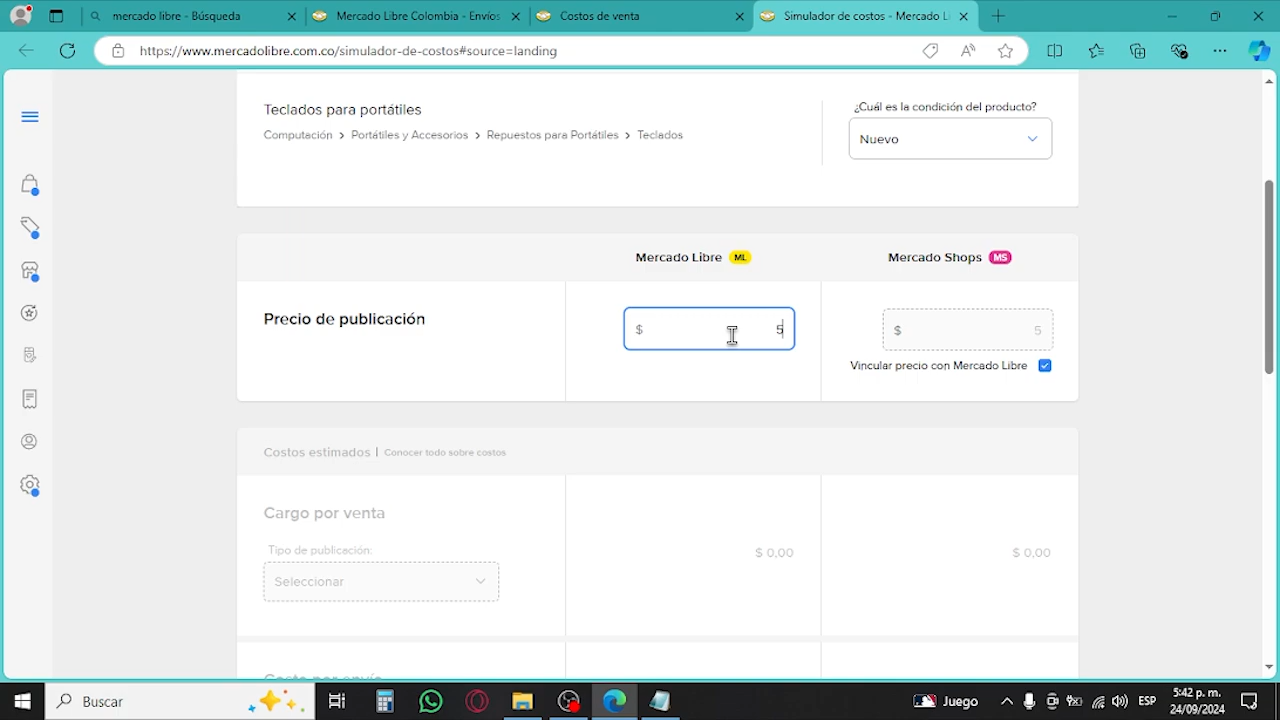 mercado libre - Búsqueda
Mercado Libre Colombia - Envíos
Costos de venta
Simulador de costos - Mercado Li
https://www.mercadolibre.com.co/simulador-de-costos#source=landing
Teclados para portátiles
Computación > Portátiles y Accesorios > Repuestos para Portátiles > Teclados
¿Cuál es la condición del producto?
Nuevo
Mercado Libre ML
Mercado Shops MS
Precio de publicación
$ 5
$ 5
Vincular precio con Mercado Libre
Costos estimados | Conocer todo sobre costos
Cargo por venta
Tipo de publicación:
Seleccionar
$ 0,00
$ 0,00
Costo por envío
Buscar
Juego
ESP
5:42 p. m.
24/09/2024